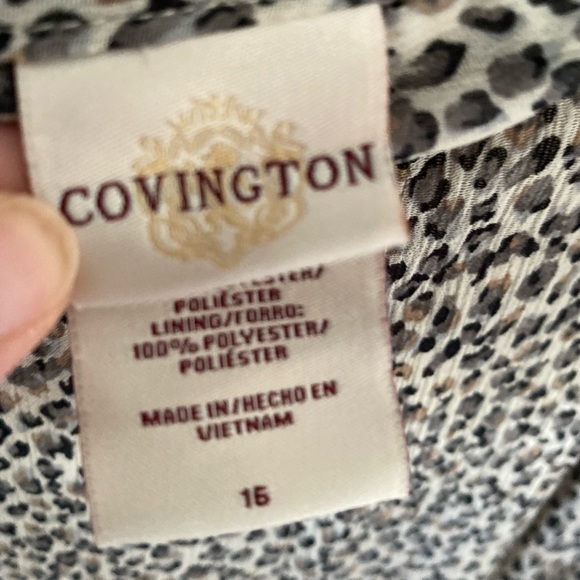 COVINGTON
POLIÉSTER
LINING/FORRO:
100% POLYESTER/
POLIÉSTER
MADE IN/HECHO EN
VIETNAM
16